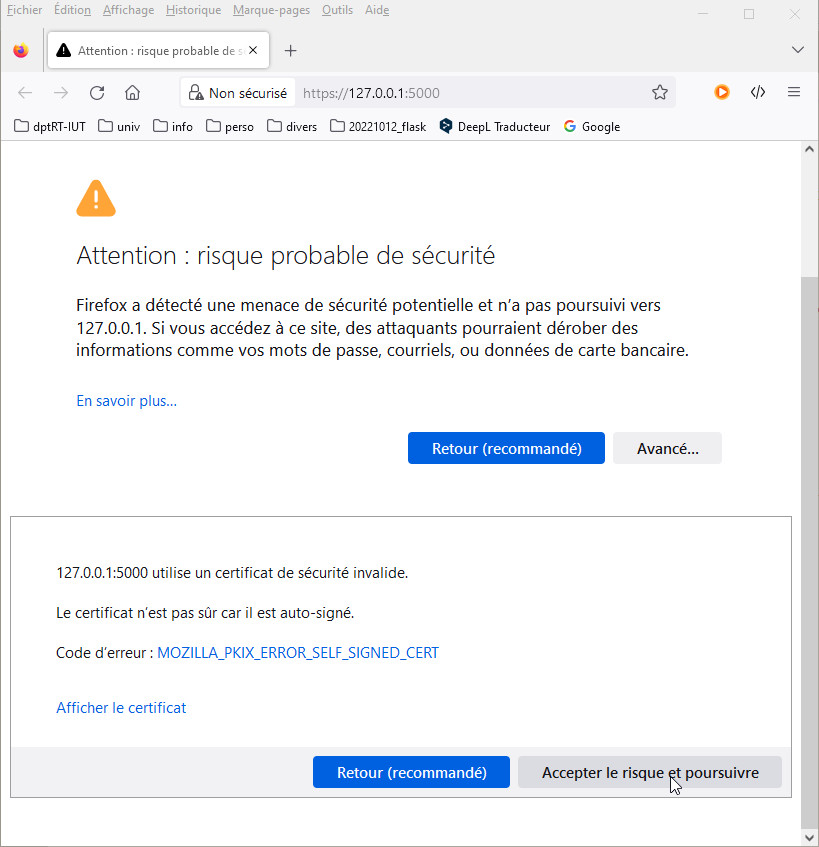 Fichier Édition Affichage Historique Marque-pages Outils Aide
Attention : risque probable de s
Non sécurisé https://127.0.0.1:5000
dptRT-IUT univ info perso divers 20221012_flask DeepL Traducteur Google
Attention : risque probable de sécurité
Firefox a détecté une menace de sécurité potentielle et n’a pas poursuivi vers
127.0.0.1. Si vous accédez à ce site, des attaquants pourraient dérober des
informations comme vos mots de passe, courriels, ou données de carte bancaire.
En savoir plus…
Retour (recommandé) Avancé…
127.0.0.1:5000 utilise un certificat de sécurité invalide.
Le certificat n’est pas sûr car il est auto-signé.
Code d’erreur : MOZILLA_PKIX_ERROR_SELF_SIGNED_CERT
Afficher le certificat
Retour (recommandé) Accepter le risque et poursuivre